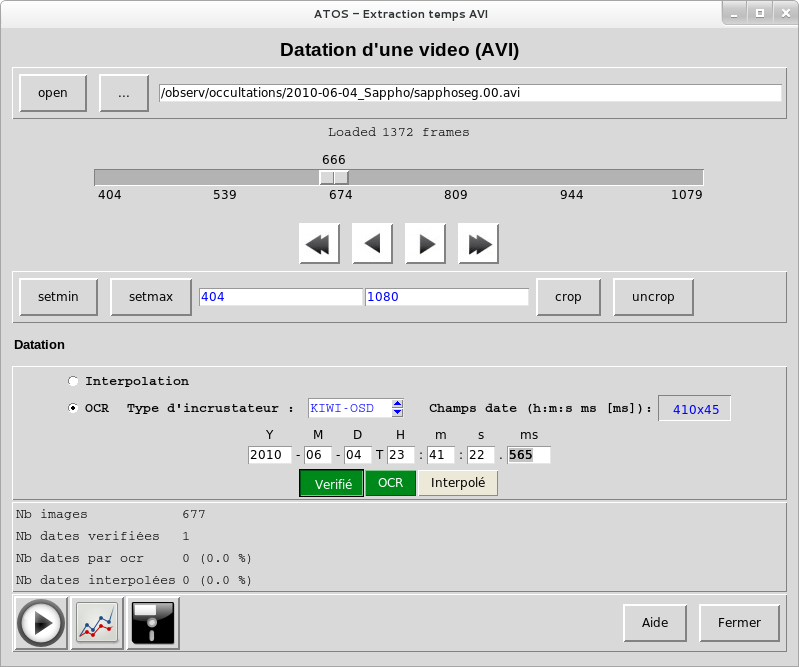 ATOS - Extraction temps AVI
Datation d'une video (AVI)
open ... /observ/occultations/2010-06-04_Sappho/sapphoseg.00.avi
Loaded 1372 frames
666
404 539 674 809 944 1079
setmin setmax 404 1080 crop uncrop
Datation
Interpolation
OCR Type d'incrustateur : KIWI-OSD Champs date (h:m:s ms [ms]): 410x45
Y M D H m s ms
2010 - 06 - 04 T 23 : 41 : 22 . 565
Verifié OCR Interpolé
Nb images 677
Nb dates verifiées 1
Nb dates par ocr 0 (0.0 %)
Nb dates interpolées 0 (0.0 %)
Aide Fermer